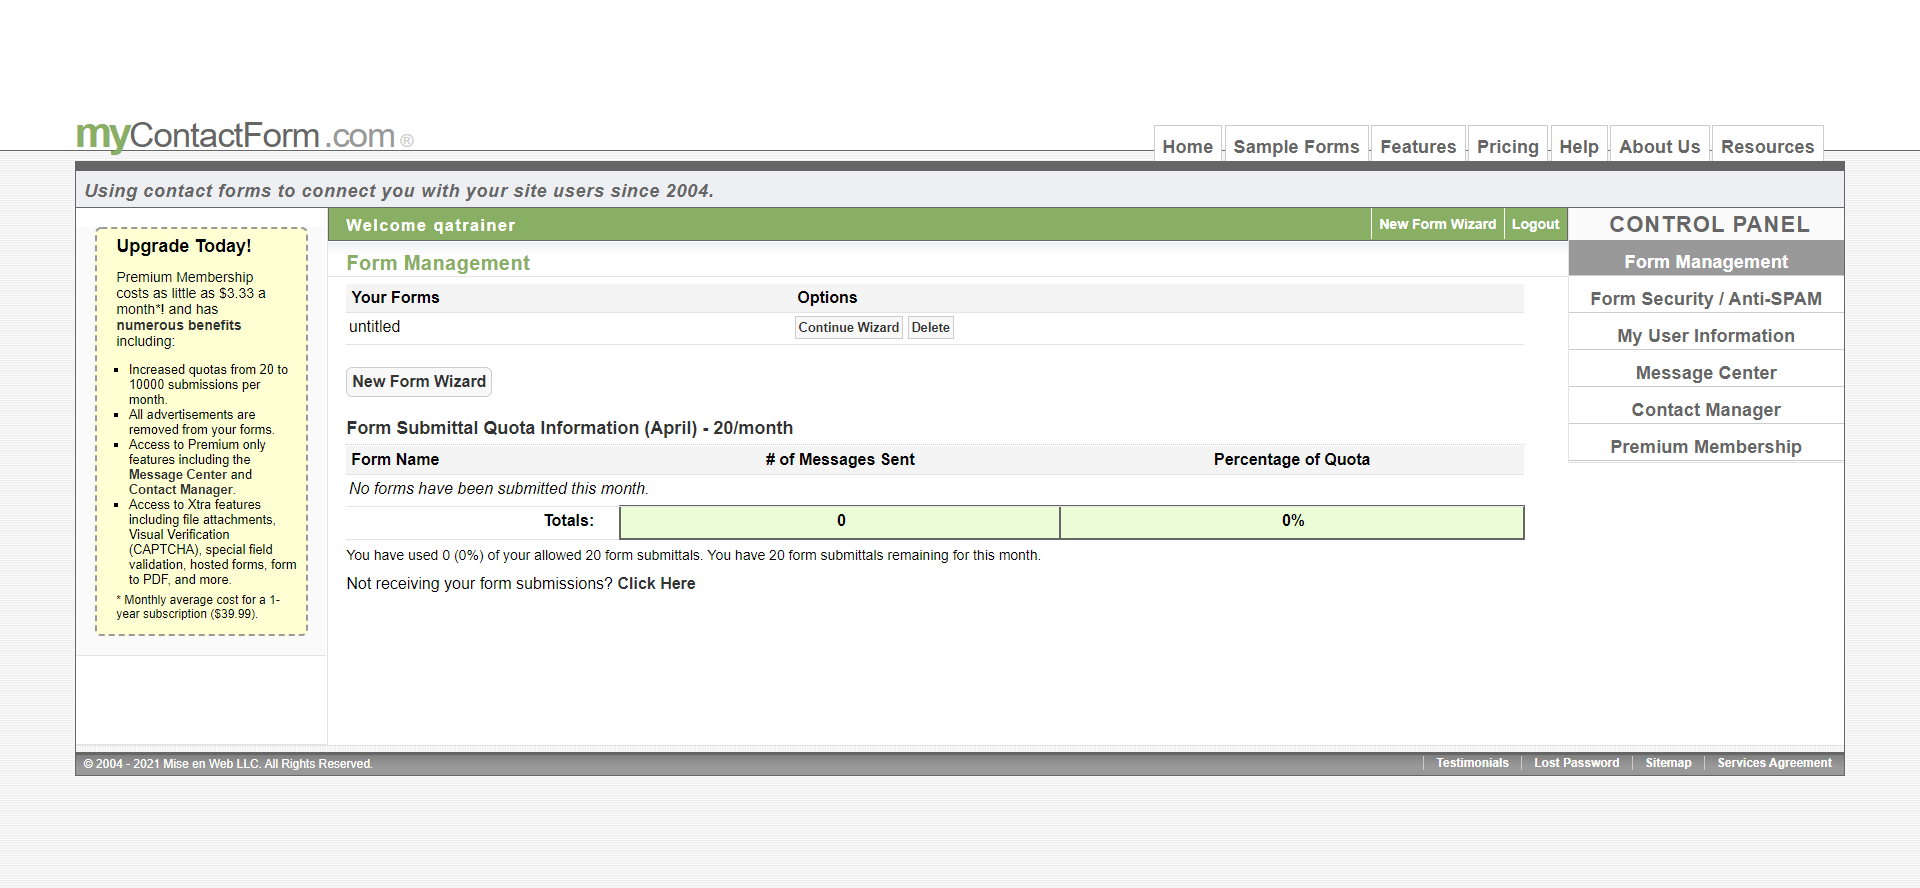 myContactForm.com ®
Home
Sample Forms
Features
Pricing
Help
About Us
Resources
Using contact forms to connect you with your site users since 2004.
Upgrade Today!
Premium Membership
costs as little as $3.33 a
month*! and has
numerous benefits
including:
Increased quotas from 20 to
10000 submissions per
month.
All advertisements are
removed from your forms.
Access to Premium only
features including the
Message Center and
Contact Manager.
Access to Xtra features
including file attachments,
Visual Verification
(CAPTCHA), special field
validation, hosted forms, form
to PDF, and more.
* Monthly average cost for a 1-
year subscription ($39.99).
Welcome qatrainer
New Form Wizard
Logout
Form Management
Your Forms
Options
untitled
Continue Wizard
Delete
New Form Wizard
Form Submittal Quota Information (April) - 20/month
Form Name
# of Messages Sent
Percentage of Quota
No forms have been submitted this month.
Totals:
0
0%
You have used 0 (0%) of your allowed 20 form submittals. You have 20 form submittals remaining for this month.
Not receiving your form submissions? Click Here
CONTROL PANEL
Form Management
Form Security / Anti-SPAM
My User Information
Message Center
Contact Manager
Premium Membership
© 2004 - 2021 Mise en Web LLC. All Rights Reserved.
Testimonials
Lost Password
Sitemap
Services Agreement